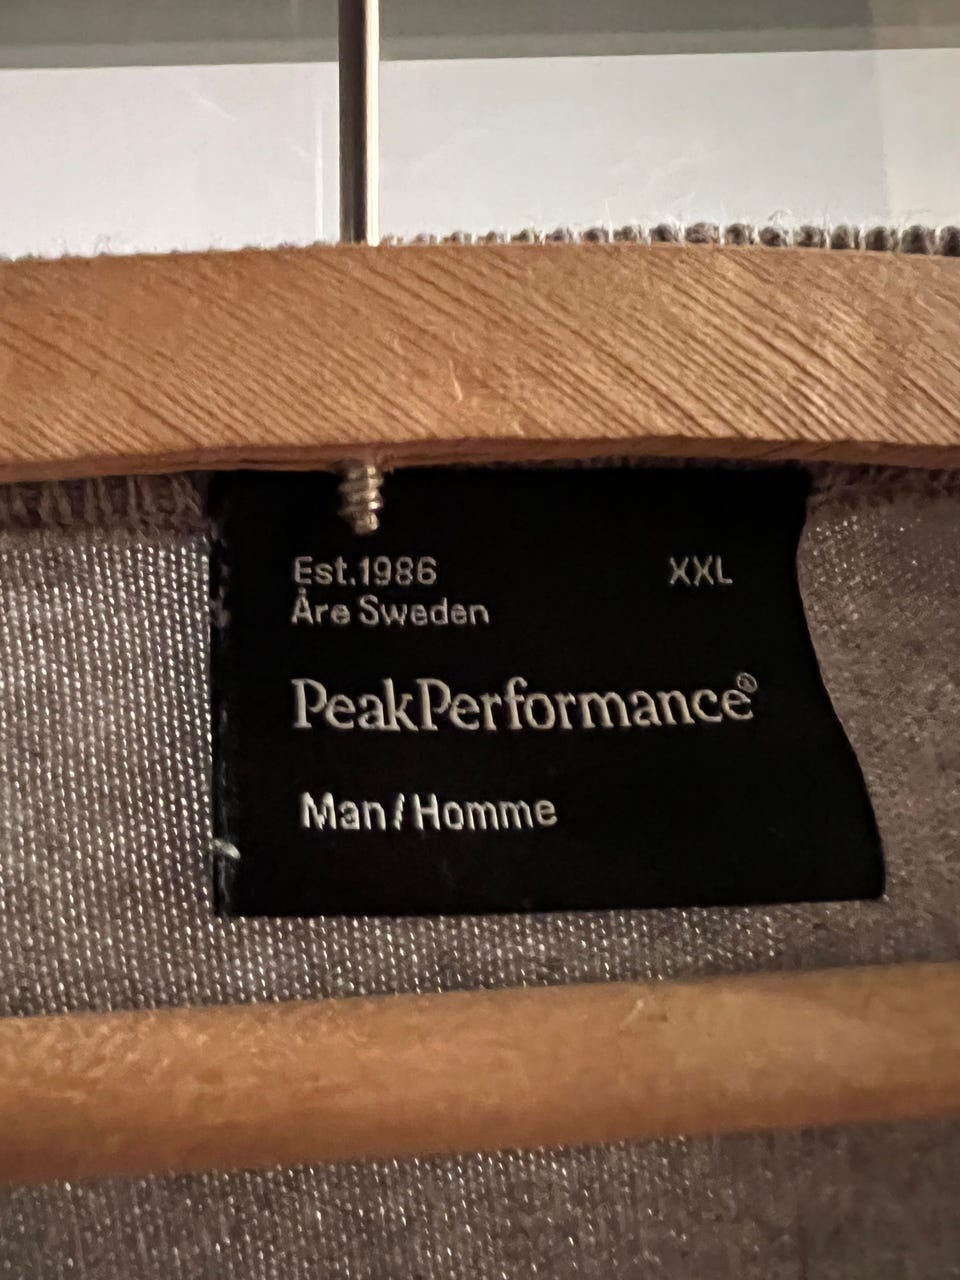 Est.1986 XXL
Åre Sweden
PeakPerformance®
Man/Homme